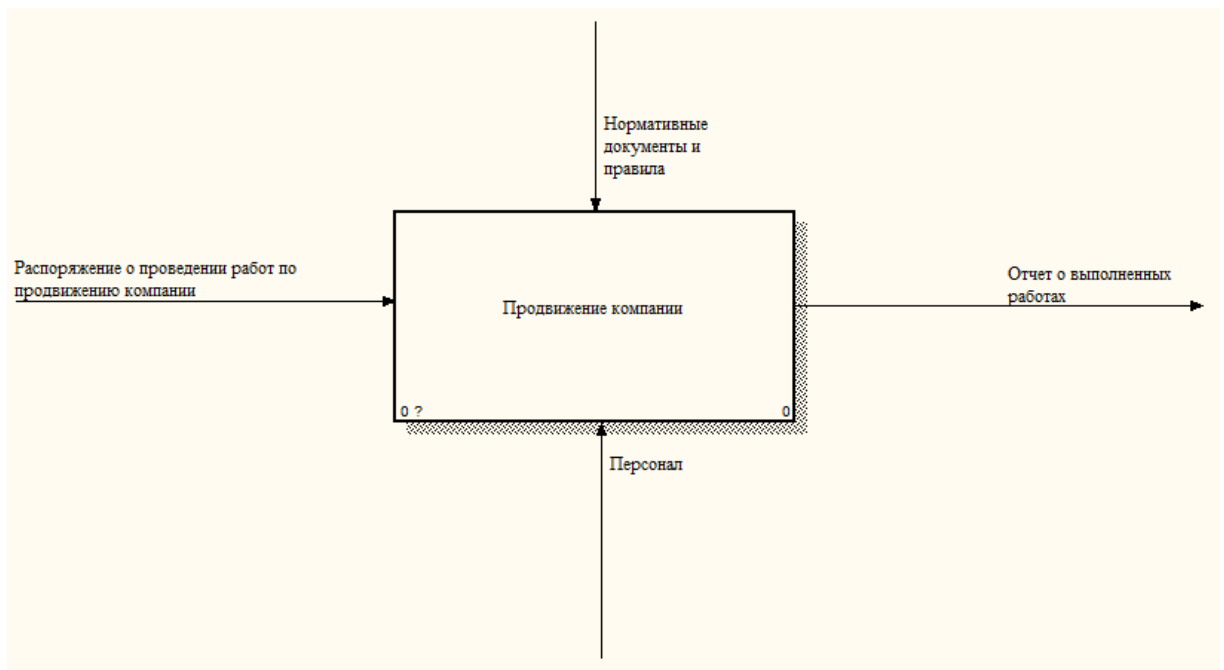 Нормативные
документы и
правила
Распоряжение о проведении работ по
продвижению компании
Продвижение компании
Отчет о выполненных
работах
0 ?
0
Персонал